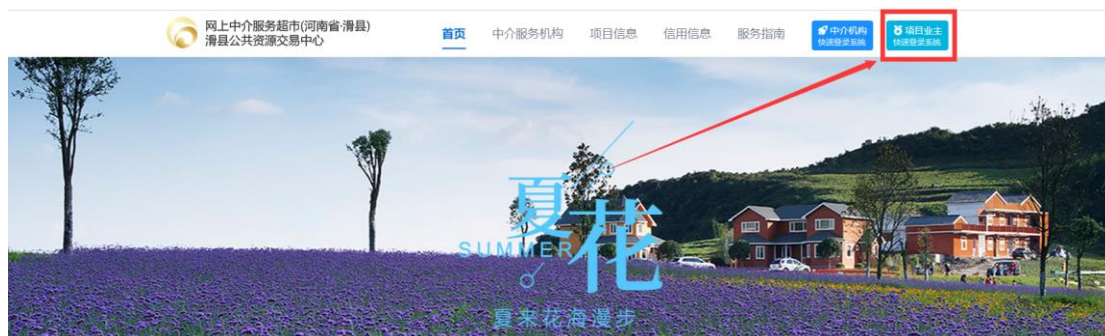 网上中介服务超市(河南省·滑县)
滑县公共资源交易中心
首页 中介服务机构 项目信息 信用信息 服务指南
中介机构
快速登录系统
项目业主
快速登录系统
夏花
SUMMER
夏来花海漫步